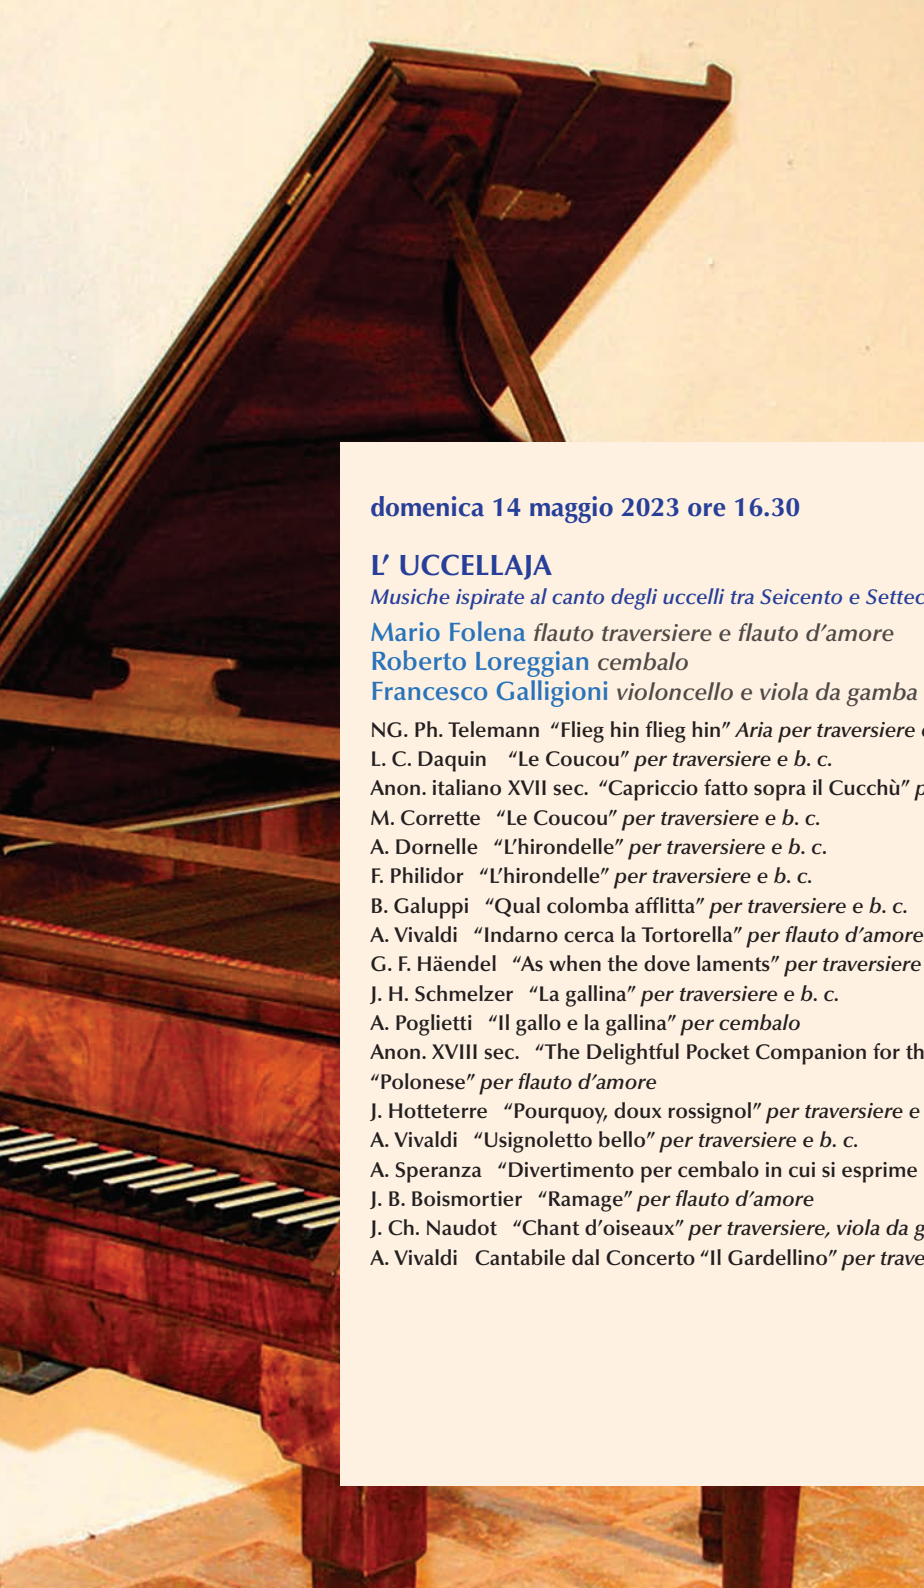 domenica 14 maggio 2023 ore 16.30
L’ UCCELLAJA
Musiche ispirate al canto degli uccelli tra Seicento e
Mario Folena flauto traversiere e flauto d’amore
Roberto Loreggian cembalo
Francesco Galligioni violoncello e viola da gamba
NG. Ph. Telemann “Flieg hin flieg hin” Aria per traversiere
L. C. Daquin “Le Coucou” per traversiere e b. c.
Anon. italiano XVII sec. “Capriccio fatto sopra il Cucchù”
M. Corrette “Le Coucou” per traversiere e b. c.
A. Dornelle “L’hirondelle” per traversiere e b. c.
F. Philidor “L’hirondelle” per traversiere e b. c.
B. Galuppi “Qual colomba afflitta” per traversiere e b. c.
A. Vivaldi “Indarno cerca la Tortorella” per flauto d’amore
G. F. Häendel “As when the dove laments” per traversiere
J. H. Schmelzer “La gallina” per traversiere e b. c.
A. Poglietti “Il gallo e la gallina” per cembalo
Anon. XVIII sec. “The Delightful Pocket Companion for
“Polonese” per flauto d’amore
J. Hotteterre “Pourquoy, doux rossignol” per traversiere e
A. Vivaldi “Usignoletto bello” per traversiere e b. c.
A. Speranza “Divertimento per cembalo in cui si esprime
J. B. Boismortier “Ramage” per flauto d’amore
J. Ch. Naudot “Chant d’oiseaux” per traversiere, viola da
A. Vivaldi Cantabile dal Concerto “Il Gardellino” per